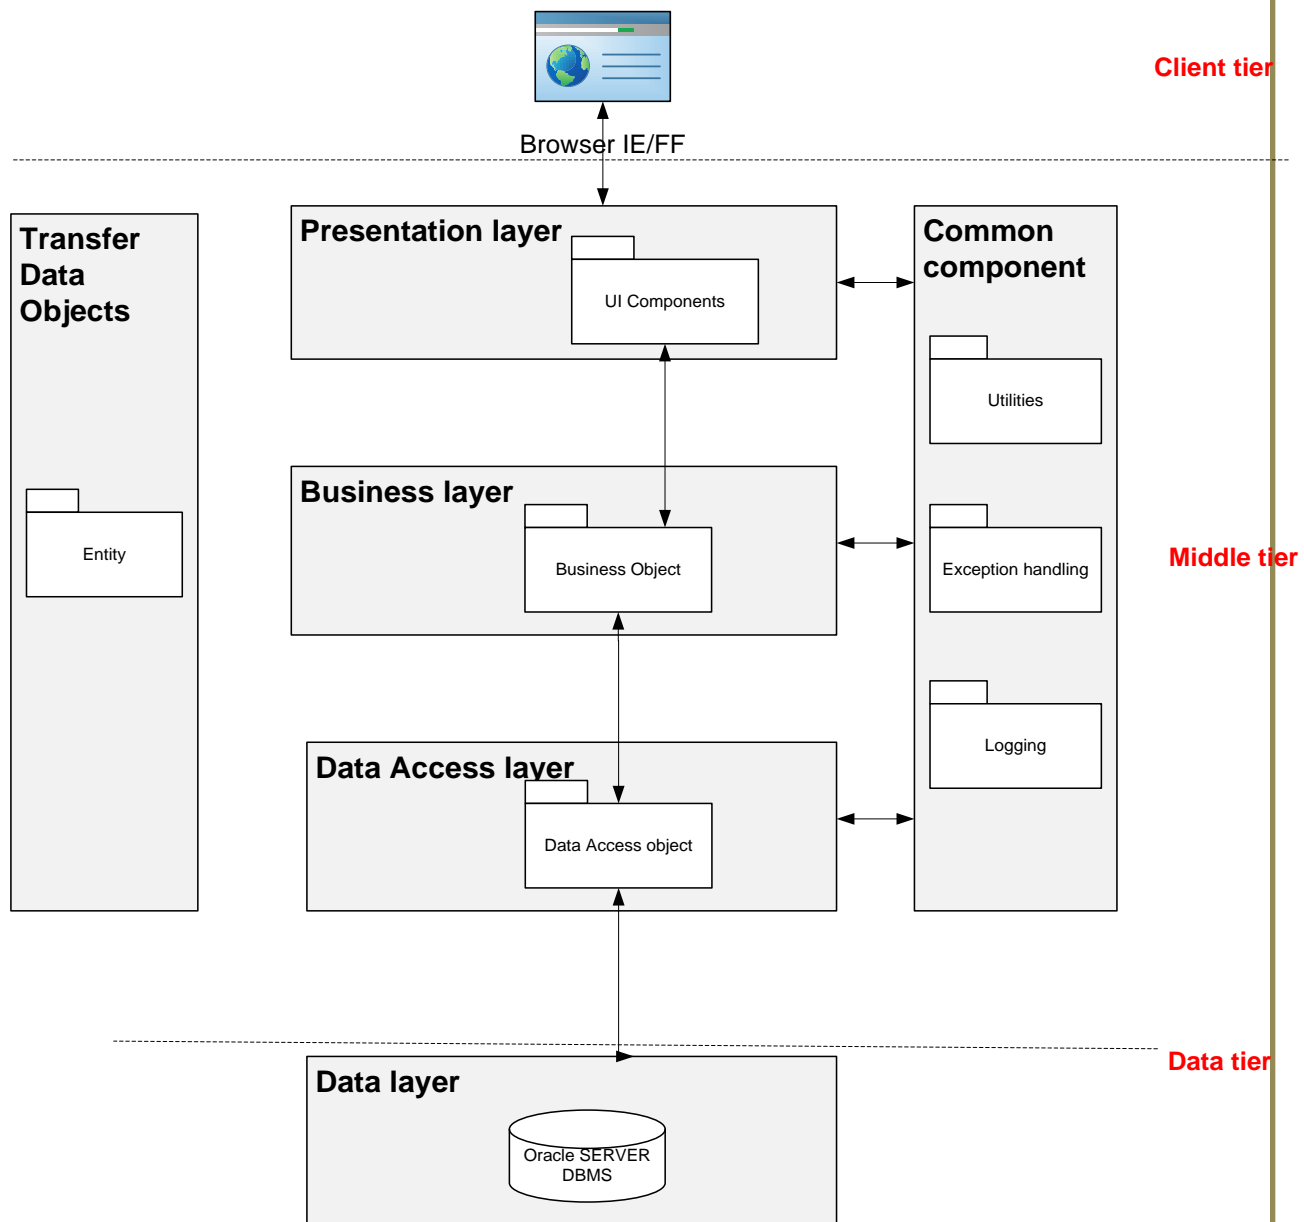 Client tier
Browser IE/FF
Transfer
Data
Objects
Presentation layer
UI Components
Common
component
Utilities
Business layer
Business Object
Entity
Exception handling
Middle tier
Logging
Data Access layer
Data Access object
Data tier
Data layer
Oracle SERVER
DBMS